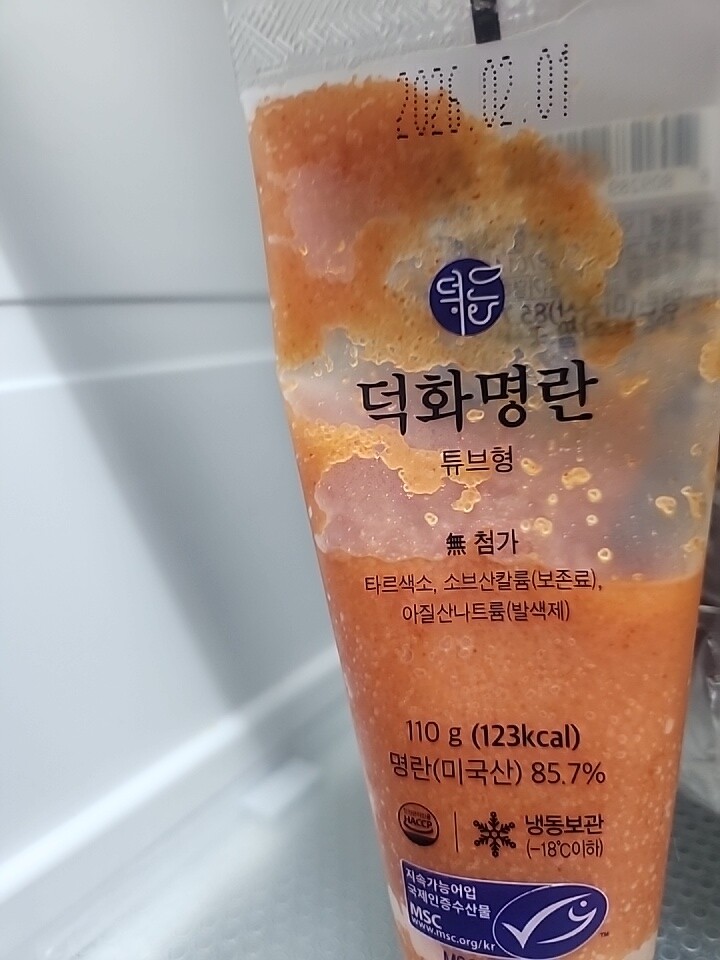 2026.02.01
덕화명란
튜브형
無 첨가
타르색소, 소브산칼륨(보존료),
아질산나트륨(발색제)
110 g (123kcal)
명란(미국산) 85.7%
HACCP
냉동보관
(-18℃이하)
지속가능어업
국제인증수산물
MSC
www.msc.org/kr
TM